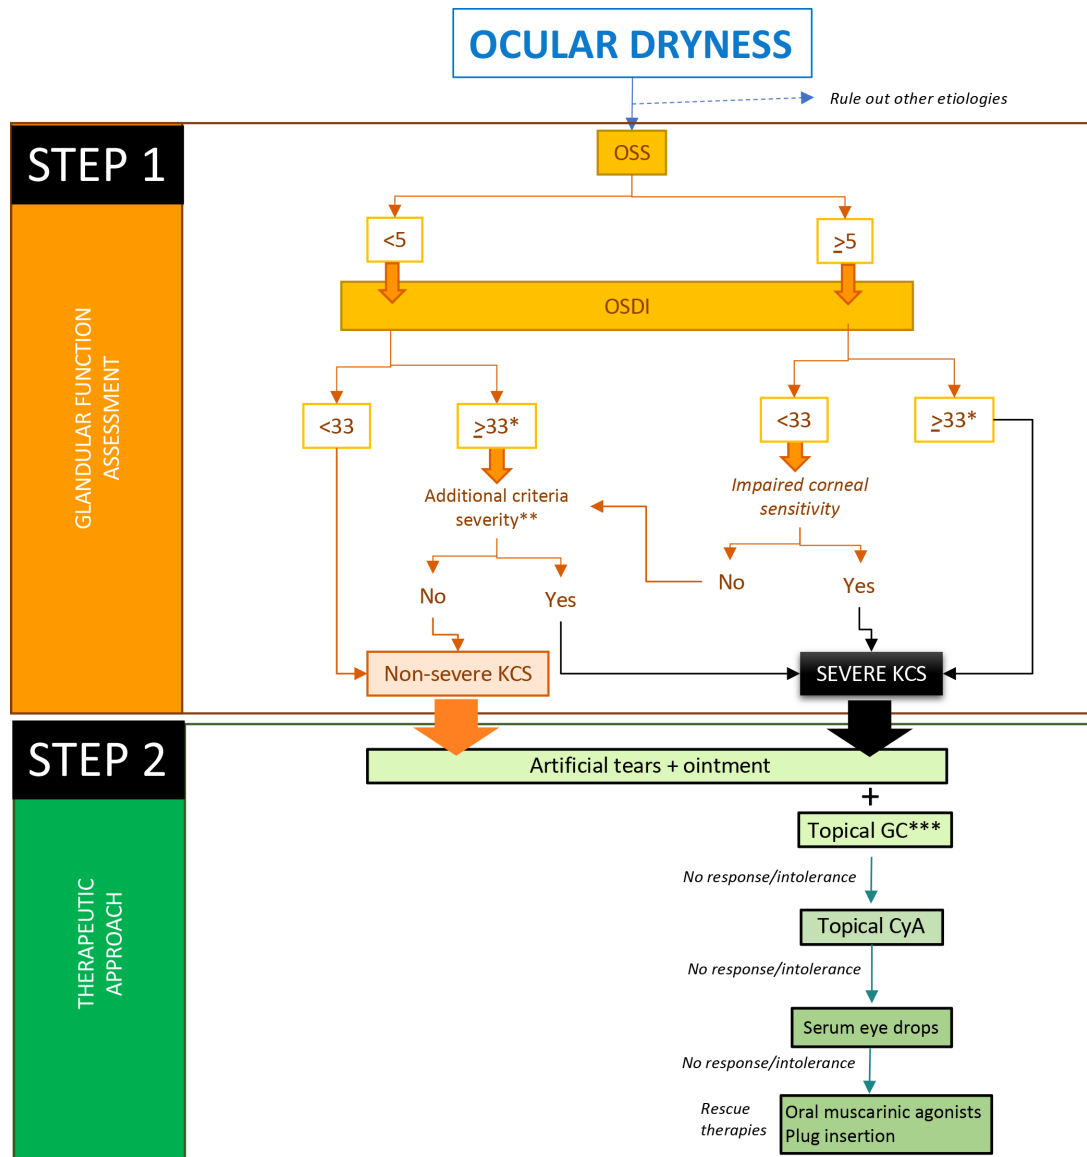 OCULAR DRYNESS
Rule out other etiologies
STEP 1
GLANDULAR FUNCTION
ASSESSMENT
OSS
<5
≥5
OSDI
<33
≥33*
<33
≥33*
Additional criteria
severity**
Impaired corneal
sensitivity
No
Yes
No
Yes
Non-severe KCS
SEVERE KCS
STEP 2
THERAPEUTIC
APPROACH
Artificial tears + ointment
+
Topical GC***
No response/intolerance
Topical CyA
No response/intolerance
Serum eye drops
No response/intolerance
Rescue
therapies
Oral muscarinic agonists
Plug insertion